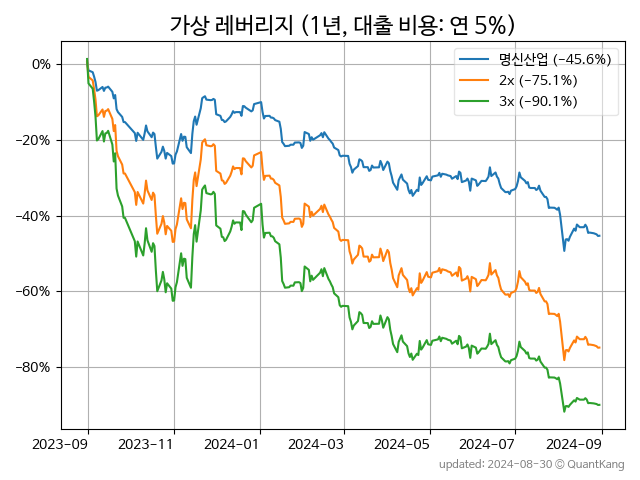 가상 레버리지 (1년, 대출 비용: 연 5%)
명신산업 (-45.6%)
2x (-75.1%)
3x (-90.1%)
0%
-20%
-40%
-60%
-80%
2023-09 2023-11 2024-01 2024-03 2024-05 2024-07 2024-09
updated: 2024-08-30 © QuantKang